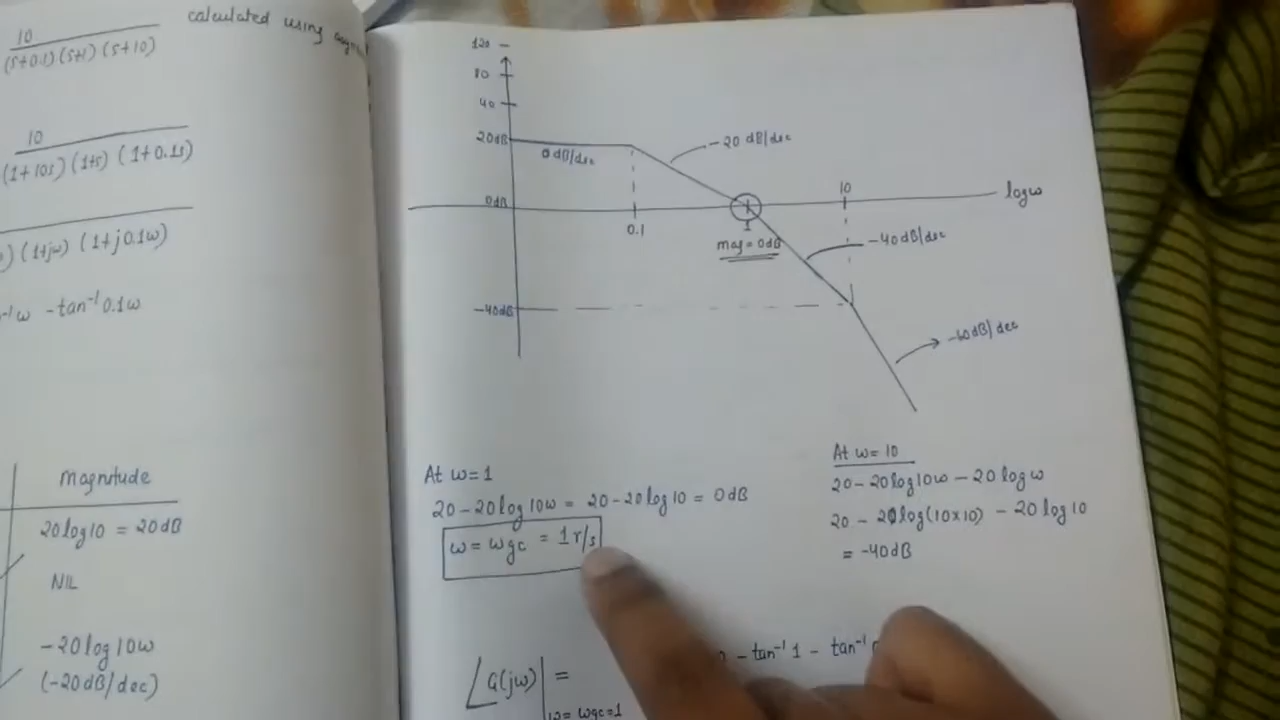 calculated using
10
(s+0.1) (s+1) (s+10)
10
(1+10s) (1+s) (1+0.1s)
) (1+jω) (1+j0.1ω)
⁻¹ω -tan⁻¹0.1ω
magnitude
20log10 = 20dB
NIL
-20log10ω
(-20dB/dec)
120
80
40
20dB
0dB/dec
-20 dB/dec
0dB
0.1
1
10
logω
mag = 0dB
-40dB/dec
-40dB
-60dB/dec
At ω=1
20-20log10ω = 20-20log10 = 0dB
ω = ωgc = 1r/s
At ω= 10
20-20log10ω - 20logω
20 - 20log(10×10) - 20log10
= -40dB
∠G(jω)| =
ω= ωgc=1
- tan⁻¹1 - tan⁻¹